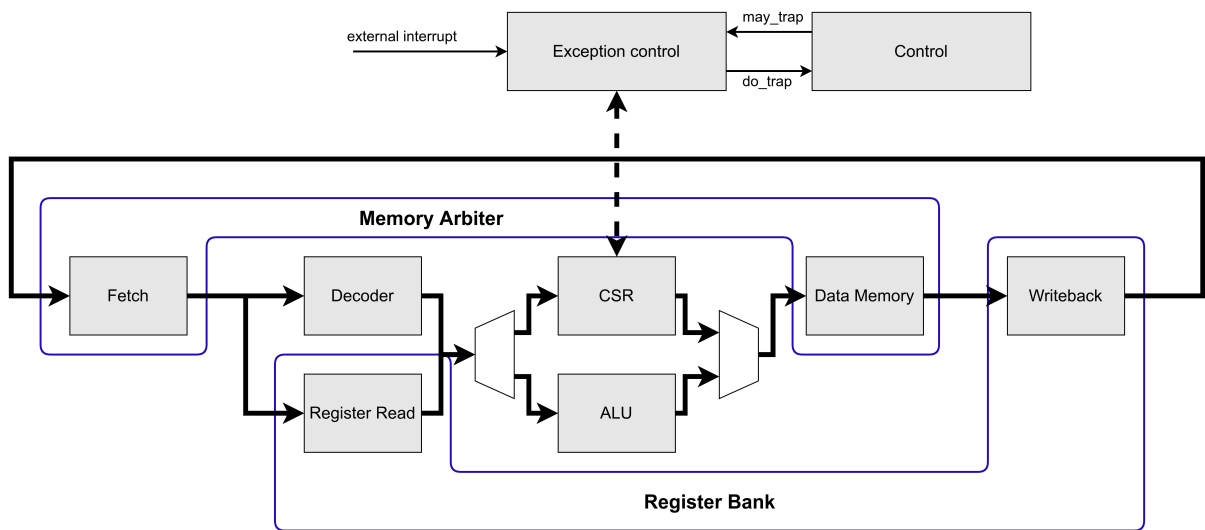 may_trap
external interrupt
Exception control
Control
do_trap
Memory Arbiter
Fetch
Decoder
CSR
Data Memory
Writeback
Register Read
ALU
Register Bank